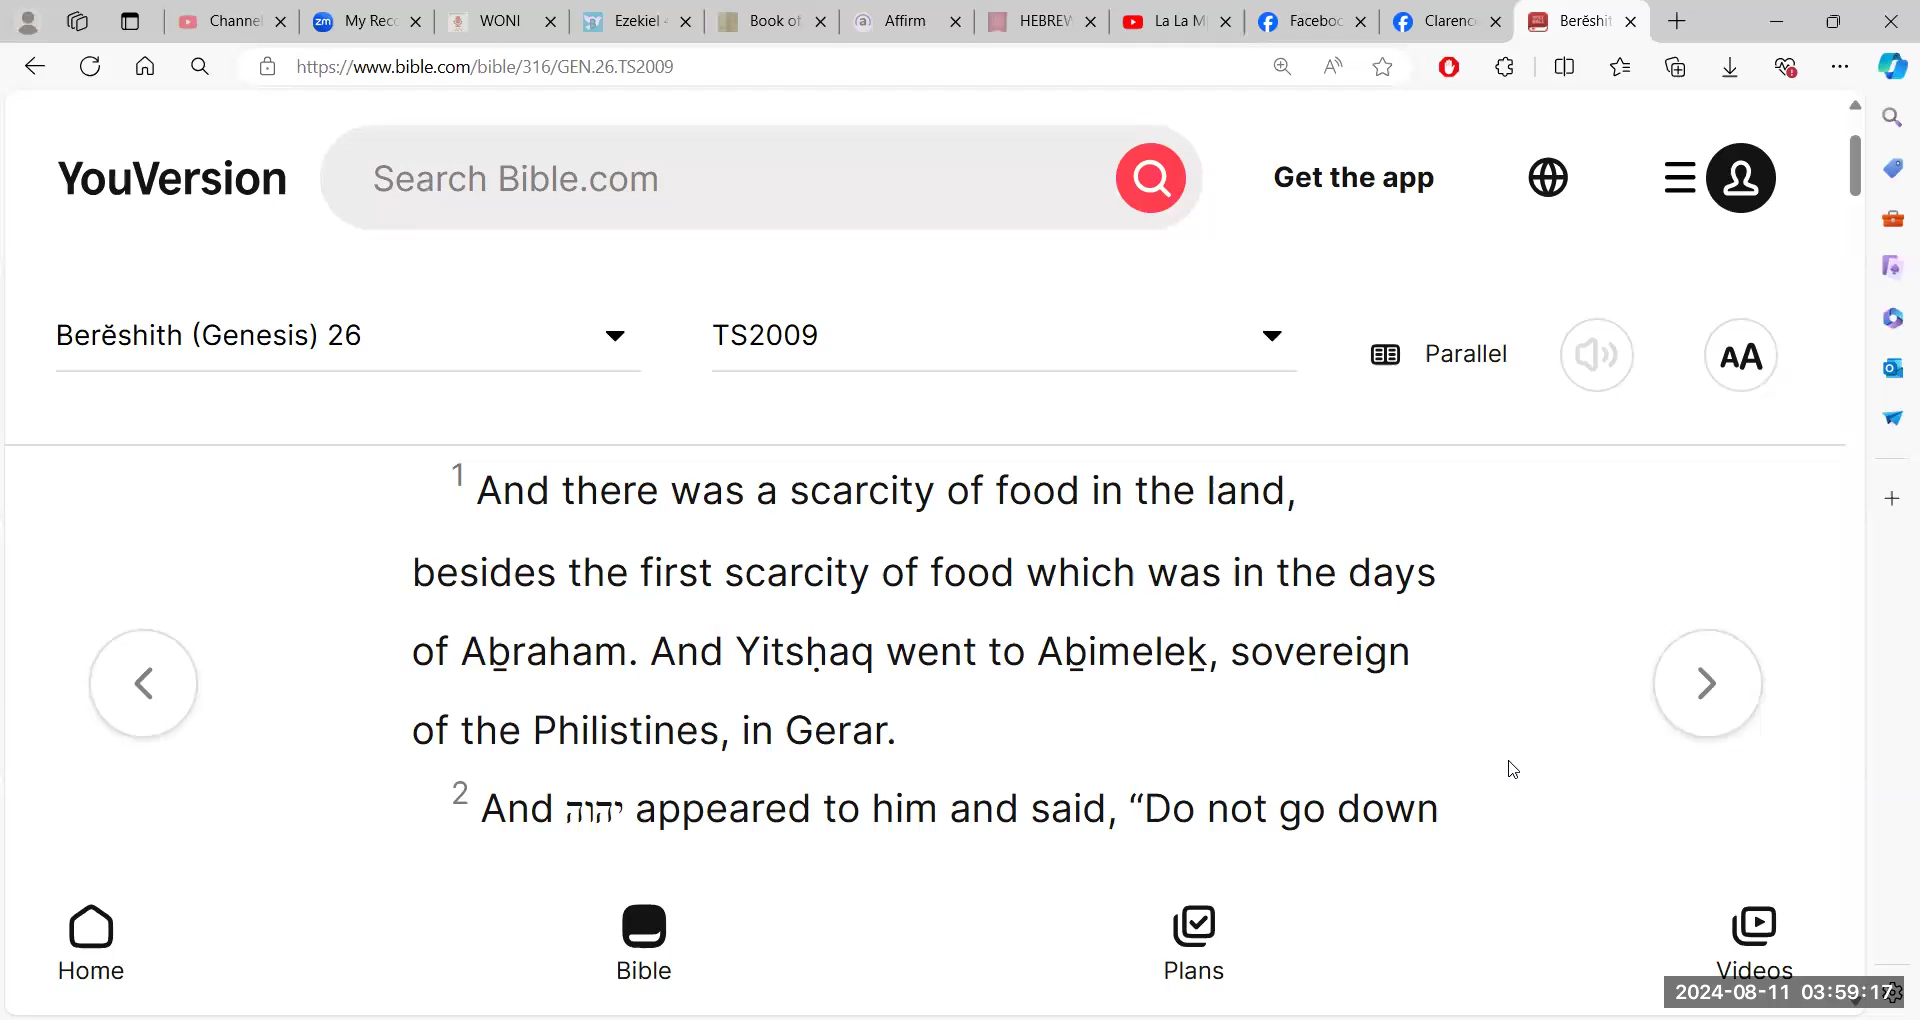 Channel
My Rec
WONI
Ezekiel 4
Book of
Affirm
HEBREW
La La M
Facebook
Clarence
Berĕshit
https://www.bible.com/bible/316/GEN.26.TS2009
YouVersion
Search Bible.com
Get the app
Berĕshith (Genesis) 26
TS2009
Parallel
AA
1 And there was a scarcity of food in the land,
besides the first scarcity of food which was in the days
of Aḇraham. And Yitsḥaq went to Aḇimeleḵ, sovereign
of the Philistines, in Gerar.
2 And יהוה appeared to him and said, “Do not go down
Home
Bible
Plans
Videos
2024-08-11 03:59:17